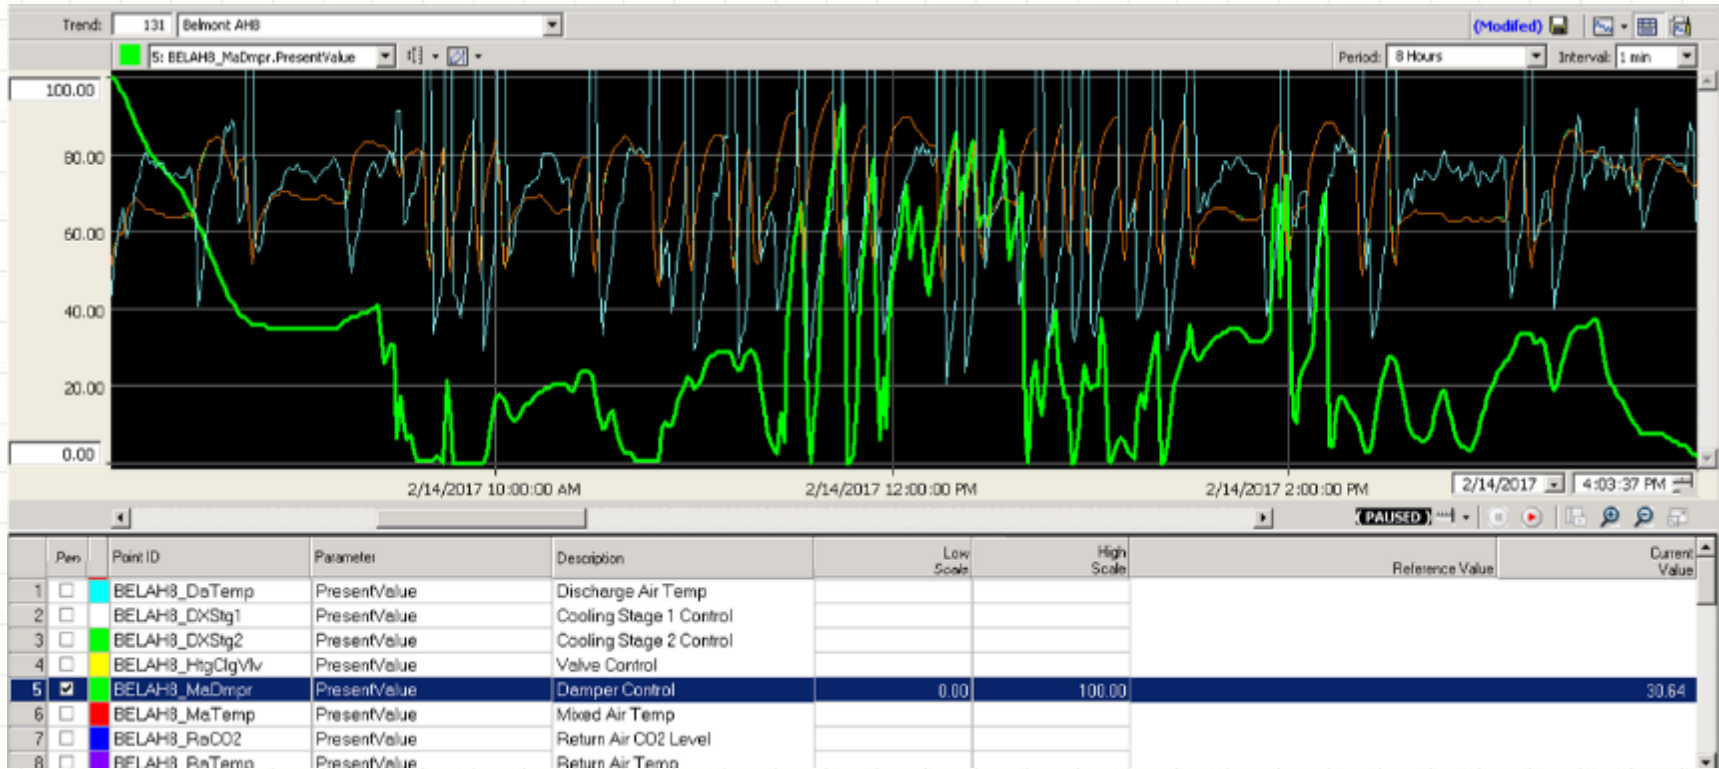 Trend: 131 Belmont AH8 (Modifed)
5: BELAH8_MaDmpr.PresentValue Period: 8 Hours Interval: 1 min
100.00
80.00
60.00
40.00
20.00
0.00
2/14/2017 10:00:00 AM 2/14/2017 12:00:00 PM 2/14/2017 2:00:00 PM 2/14/2017 4:03:37 PM
(PAUSED)
Pen Point ID Parameter Description Low Scale High Scale Reference Value Current Value
1 BELAH8_DaTemp PresentValue Discharge Air Temp
2 BELAH8_DXStg1 PresentValue Cooling Stage 1 Control
3 BELAH8_DXStg2 PresentValue Cooling Stage 2 Control
4 BELAH8_HtgClgVlv PresentValue Valve Control
5 BELAH8_MaDmpr PresentValue Damper Control 0.00 100.00 30.64
6 BELAH8_MaTemp PresentValue Mixed Air Temp
7 BELAH8_RaCO2 PresentValue Return Air CO2 Level
8 BELAH8_RaTemp PresentValue Return Air Temp